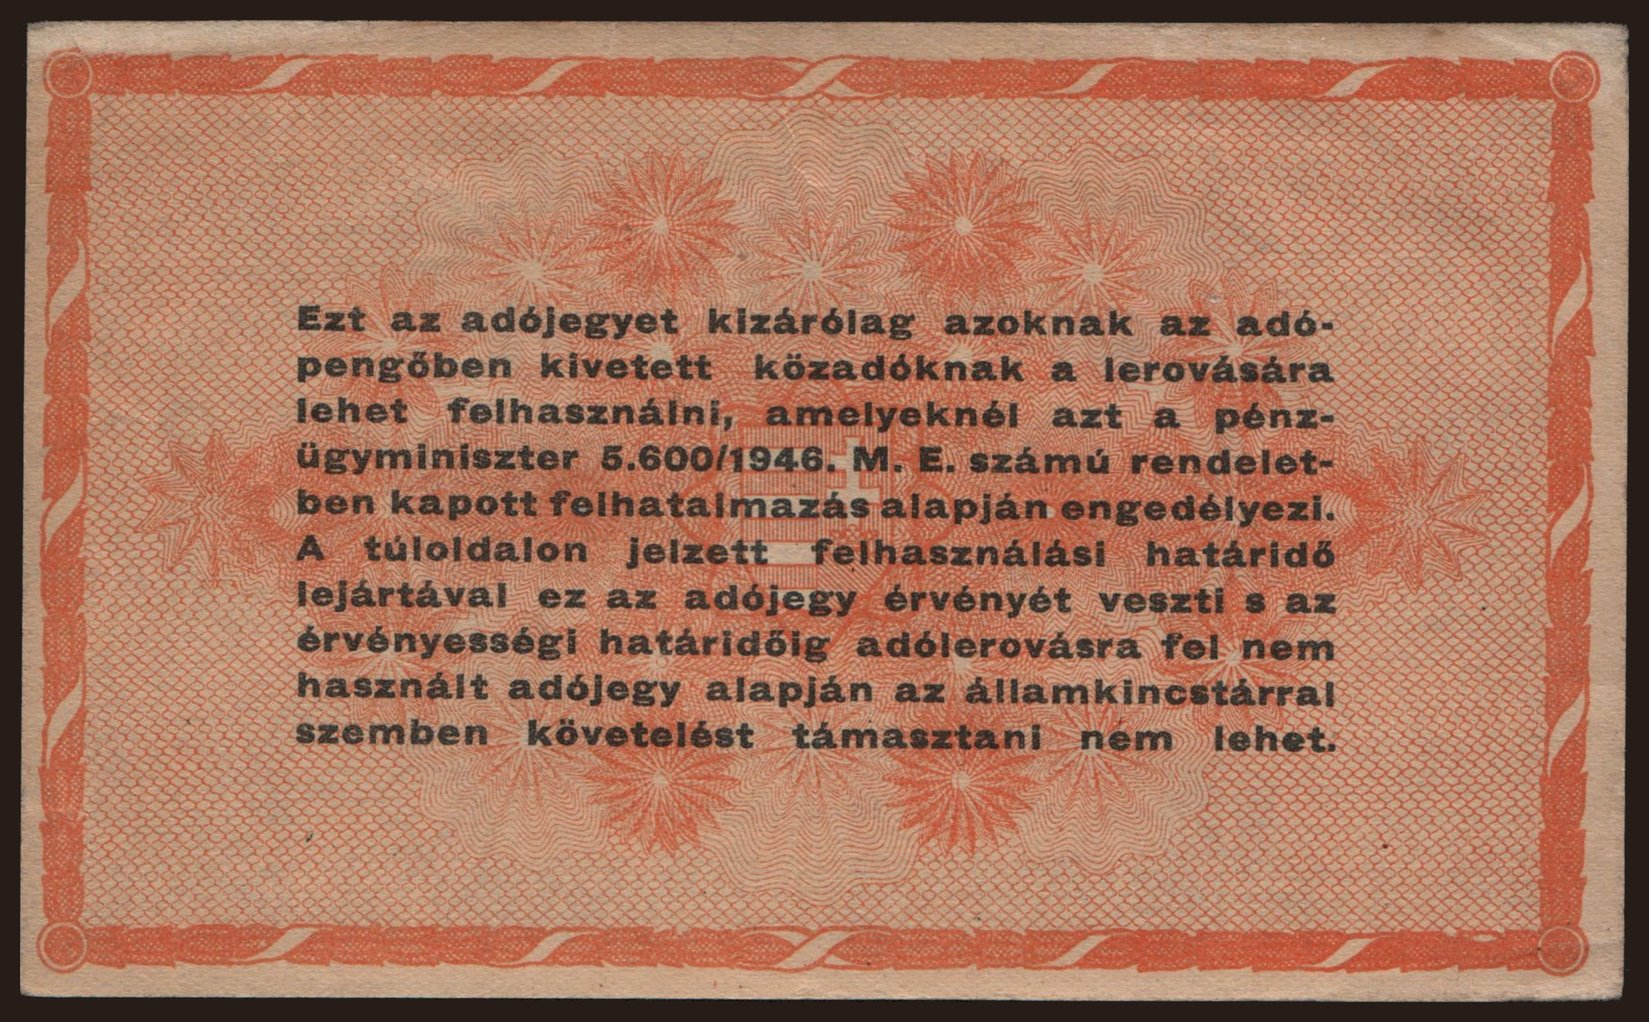 Ezt az adójegyet kizárólag azoknak az adó-
pengőben kivetett közadóknak a lerovására
lehet felhasználni, amelyeknél azt a pénz-
ügyminiszter 5.600/1946. M. E. számú rendelet-
ben kapott felhatalmazás alapján engedélyezi.
A túloldalon jelzett felhasználási határidő
lejártával ez az adójegy érvényét veszti s az
érvényességi határidőig adólerovásra fel nem
használt adójegy alapján az államkincstárral
szemben követelést támasztani nem lehet.